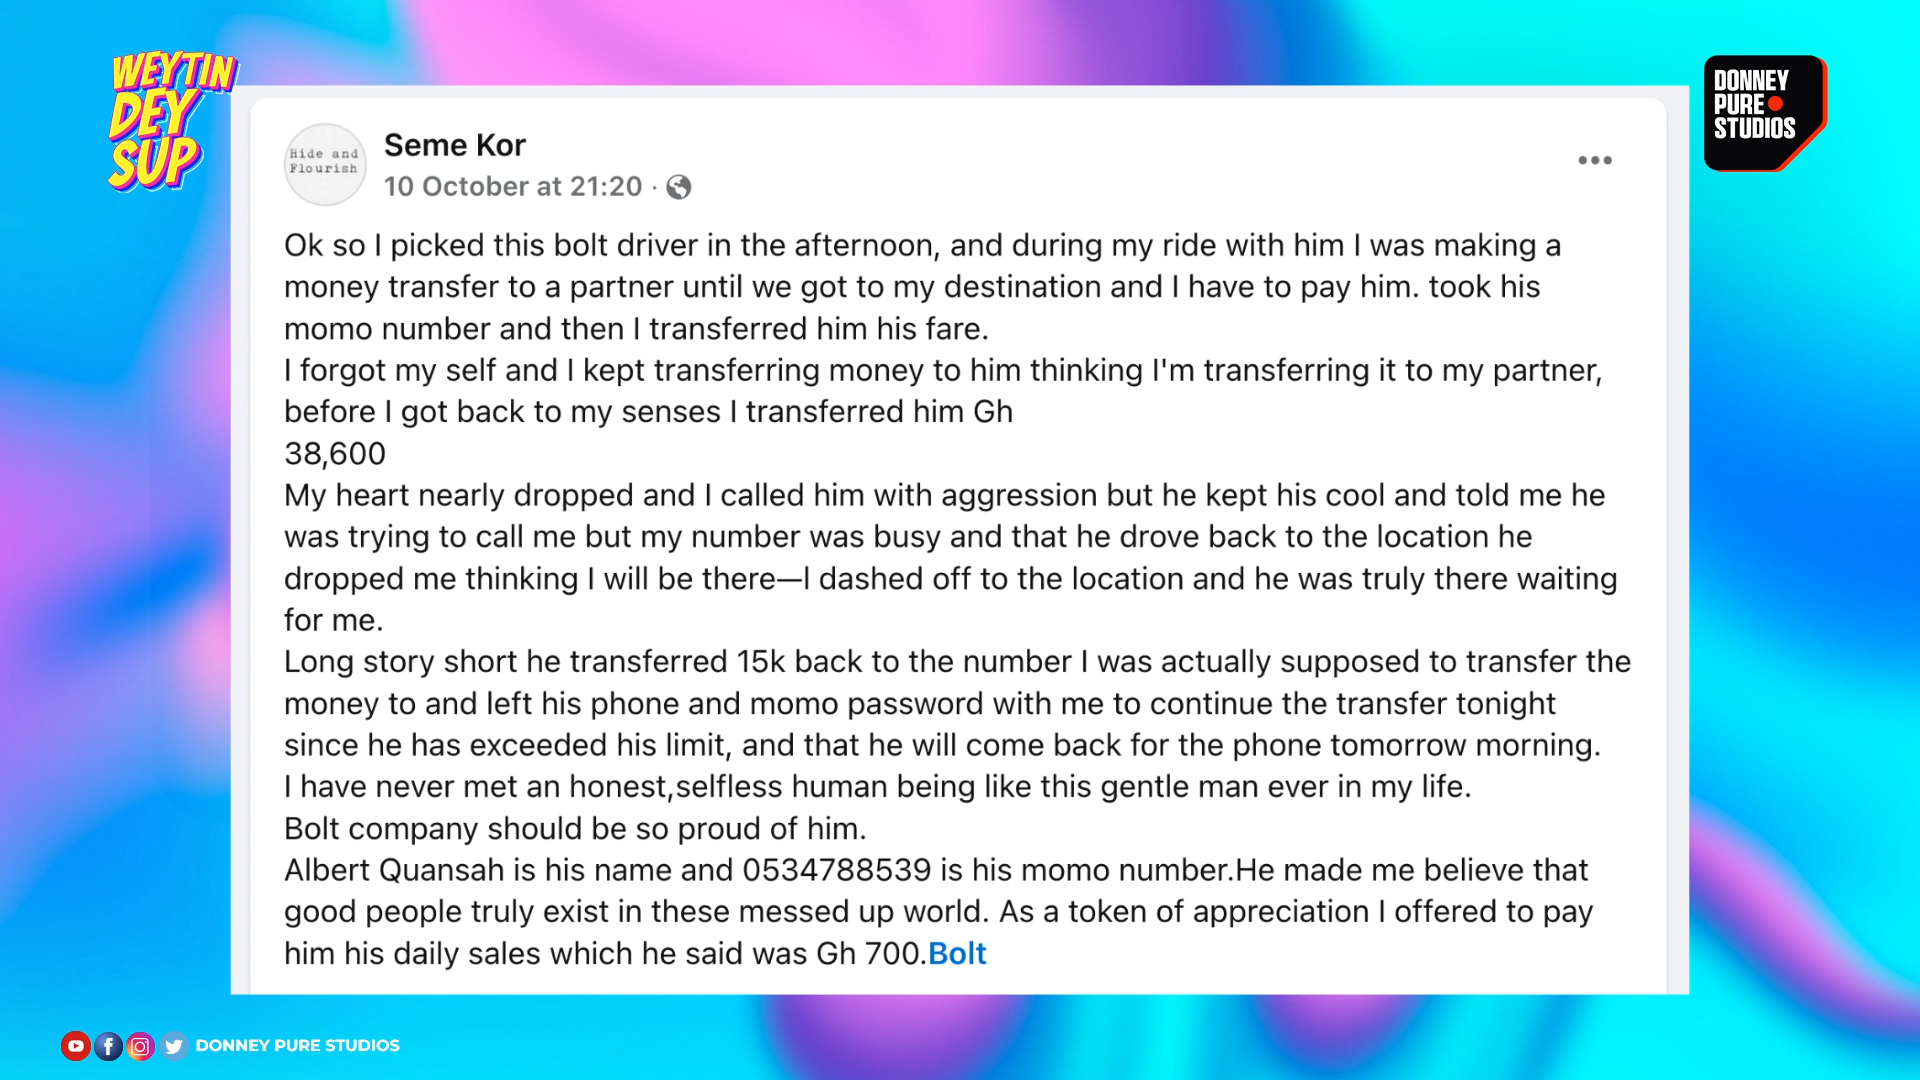 WEYTIN
DEY
SUP
DONNEY
PURE
STUDIOS
Hide and
Flourish
Seme Kor
10 October at 21:20 ·
Ok so I picked this bolt driver in the afternoon, and during my ride with him I was making a
money transfer to a partner until we got to my destination and I have to pay him. took his
momo number and then I transferred him his fare.
I forgot my self and I kept transferring money to him thinking I'm transferring it to my partner,
before I got back to my senses I transferred him Gh
38,600
My heart nearly dropped and I called him with aggression but he kept his cool and told me he
was trying to call me but my number was busy and that he drove back to the location he
dropped me thinking I will be there—I dashed off to the location and he was truly there waiting
for me.
Long story short he transferred 15k back to the number I was actually supposed to transfer the
money to and left his phone and momo password with me to continue the transfer tonight
since he has exceeded his limit, and that he will come back for the phone tomorrow morning.
I have never met an honest,selfless human being like this gentle man ever in my life.
Bolt company should be so proud of him.
Albert Quansah is his name and 0534788539 is his momo number.He made me believe that
good people truly exist in these messed up world. As a token of appreciation I offered to pay
him his daily sales which he said was Gh 700.Bolt
DONNEY PURE STUDIOS